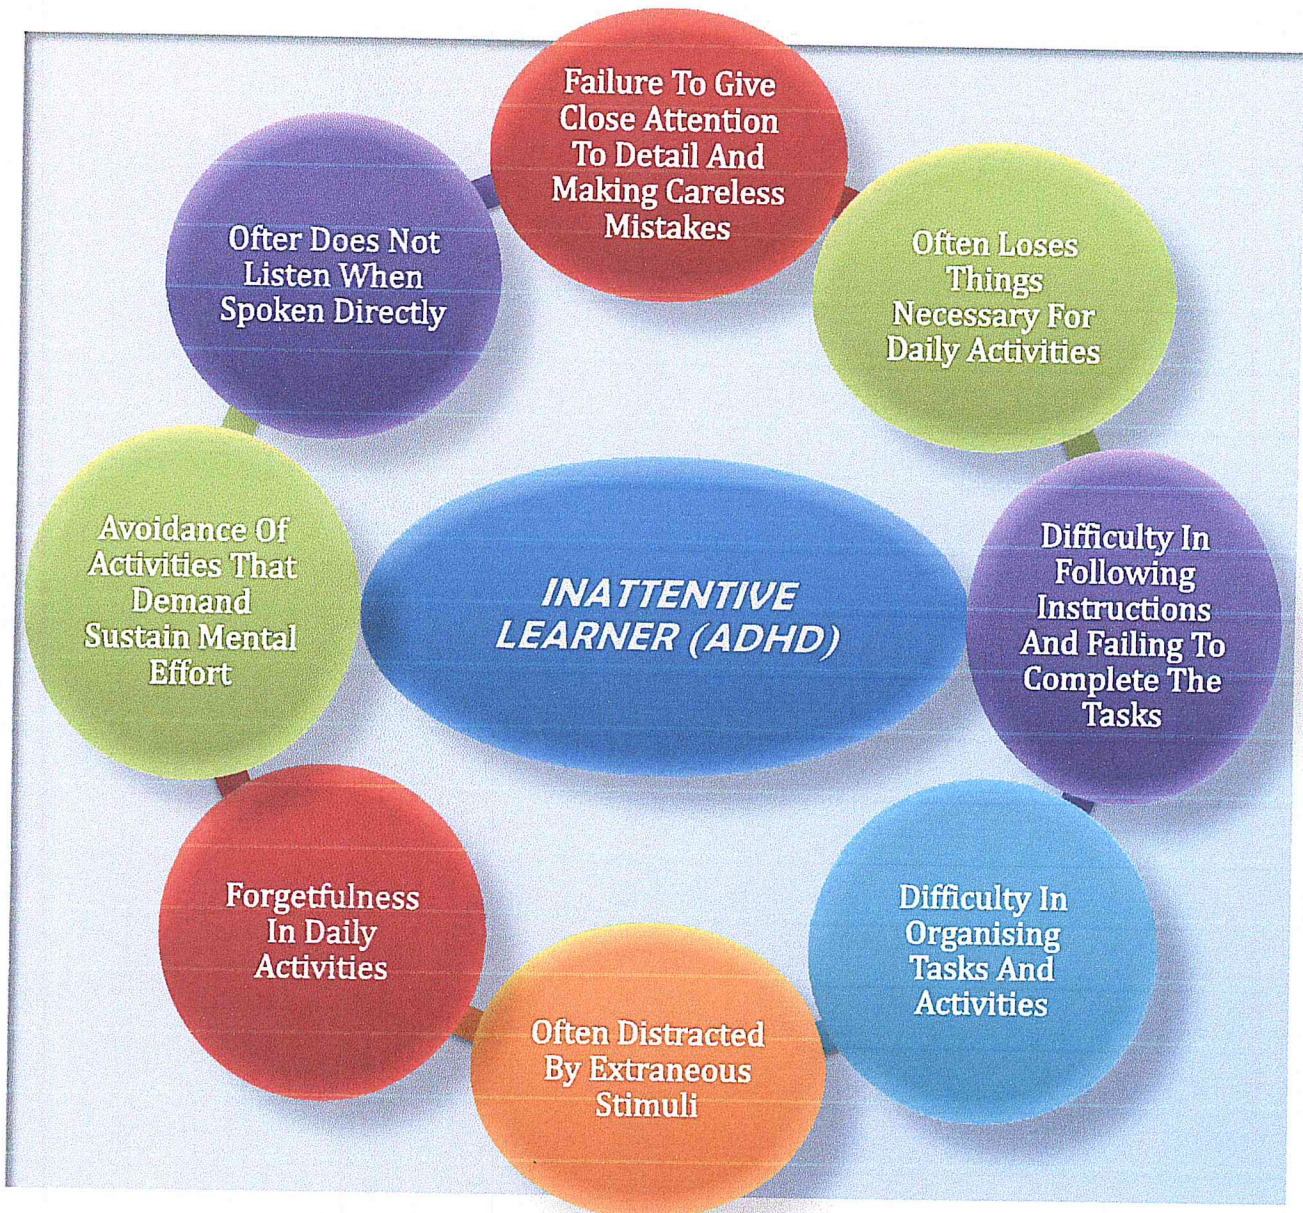 Failure To Give
Close Attention
To Detail And
Making Careless
Mistakes
Often Loses
Things
Necessary For
Daily Activities
Difficulty In
Following
Instructions
And Failing To
Complete The
Tasks
Difficulty In
Organising
Tasks And
Activities
Often Distracted
By Extraneous
Stimuli
Forgetfulness
In Daily
Activities
Avoidance Of
Activities That
Demand
Sustain Mental
Effort
Ofter Does Not
Listen When
Spoken Directly
INATTENTIVE
LEARNER (ADHD)